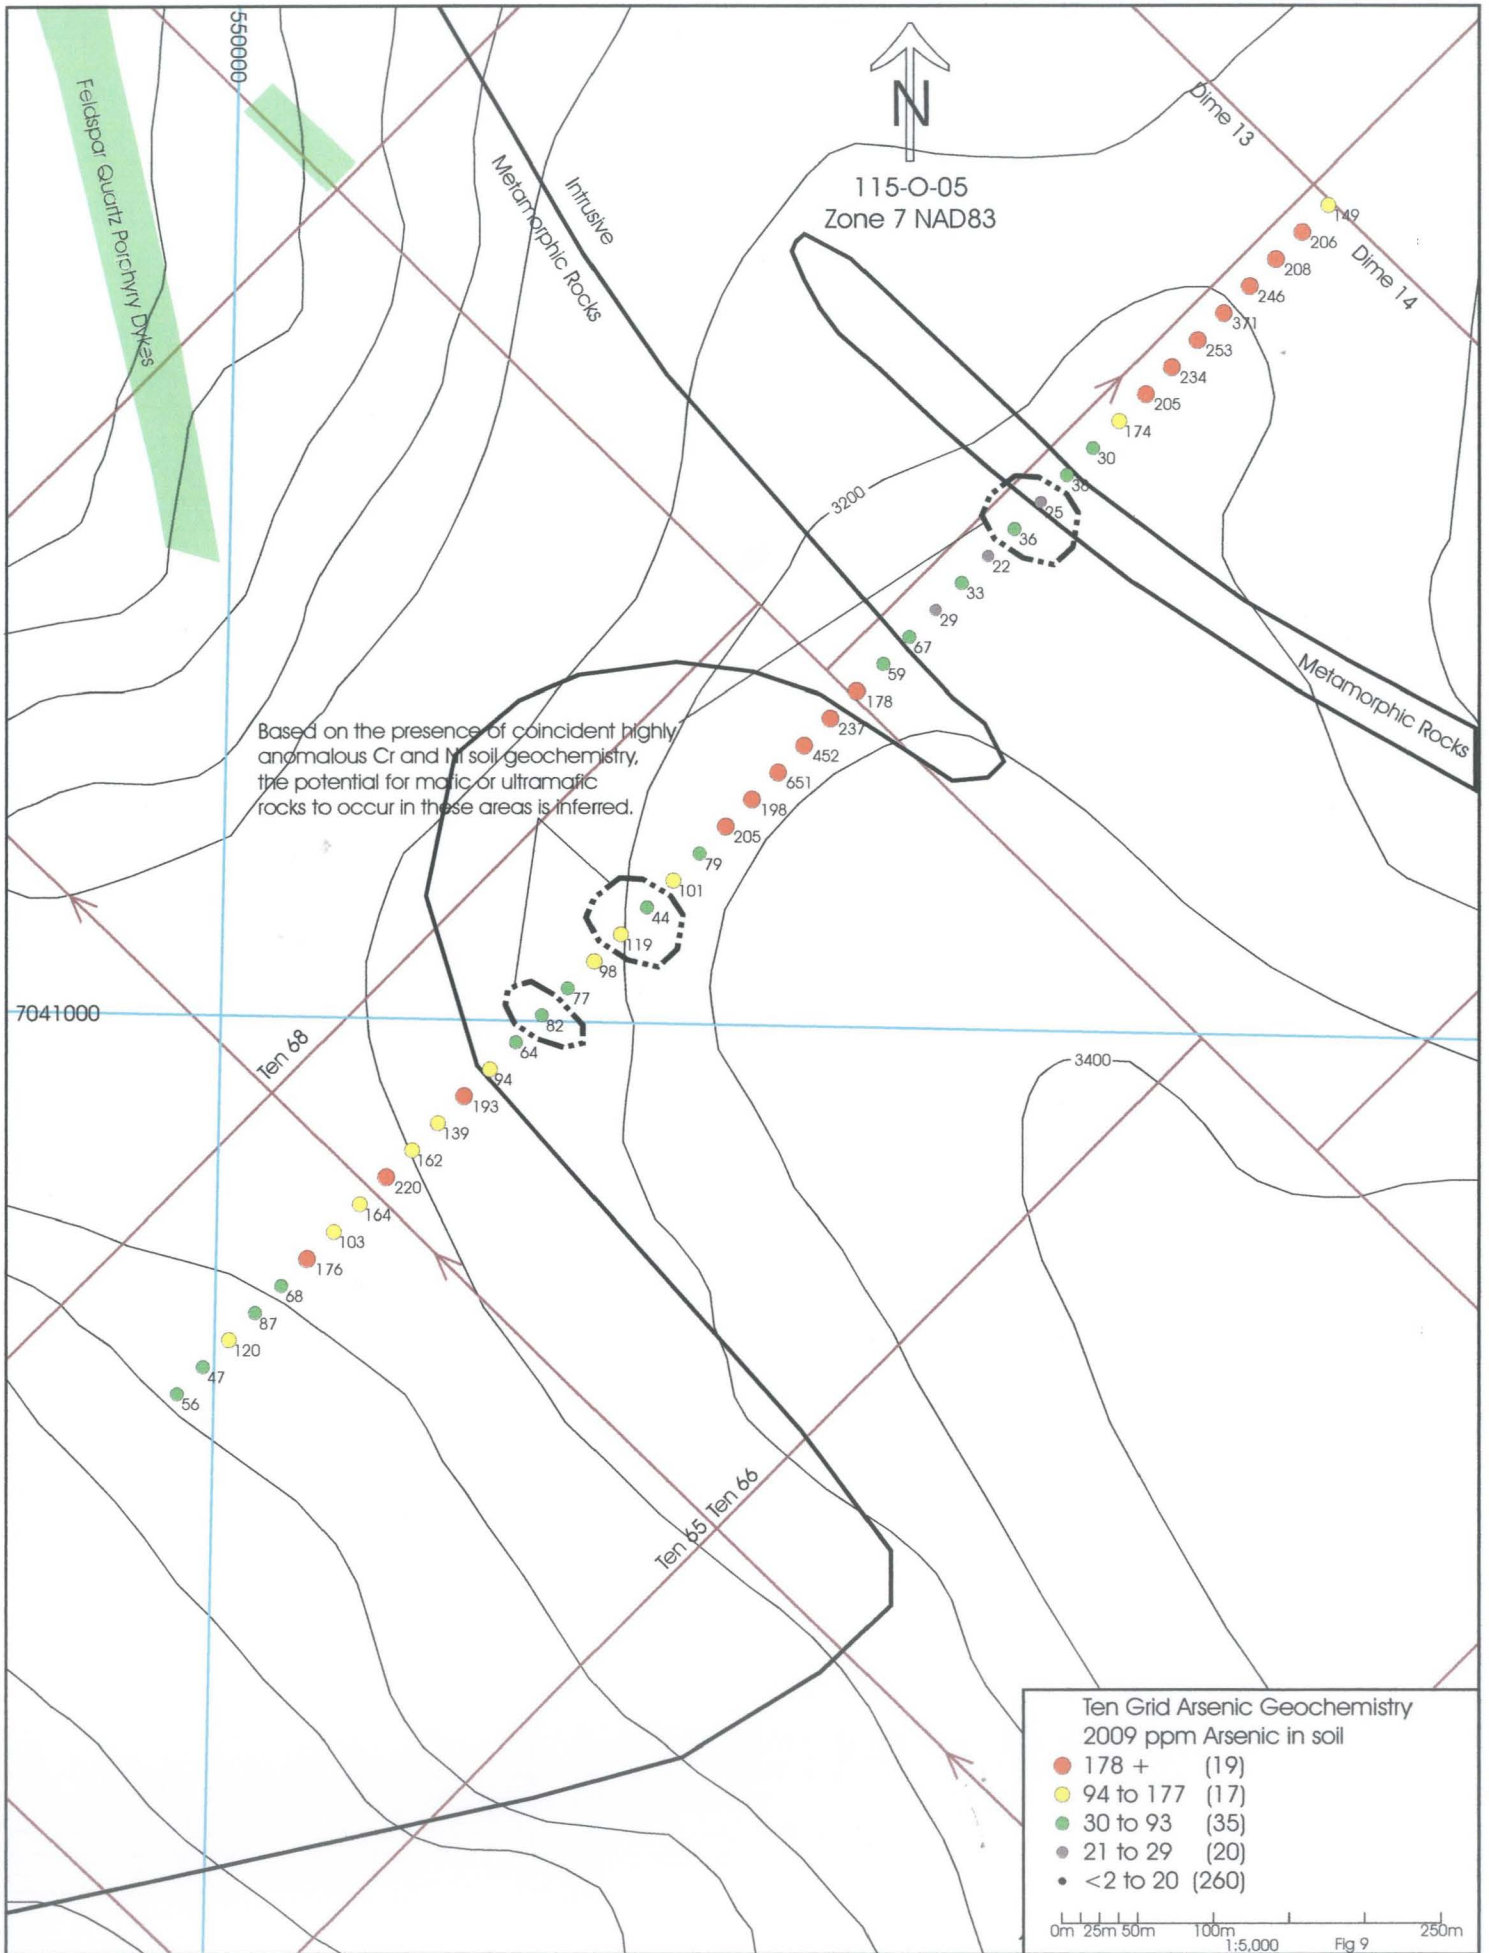 550000
Feldspar Quartz Porphyry Dykes
Intrusive
Metamorphic Rocks
N
115-O-05
Zone 7 NAD83
Dime 13
Dime 14
149
206
208
246
371
253
234
205
174
30
38
25
36
22
33
29
67
59
178
237
452
651
198
205
79
101
44
119
98
77
82
64
94
193
139
162
220
164
103
176
68
87
120
47
56
3200
Metamorphic Rocks
Based on the presence of coincident highly
anomalous Cr and Ni soil geochemistry,
the potential for mafic or ultramafic
rocks to occur in these areas is inferred.
7041000
Ten 68
3400
Ten 65
Ten 66
Ten Grid Arsenic Geochemistry
2009 ppm Arsenic in soil
178 + (19)
94 to 177 (17)
30 to 93 (35)
21 to 29 (20)
<2 to 20 (260)
0m 25m 50m 100m 250m
1:5,000 Fig 9